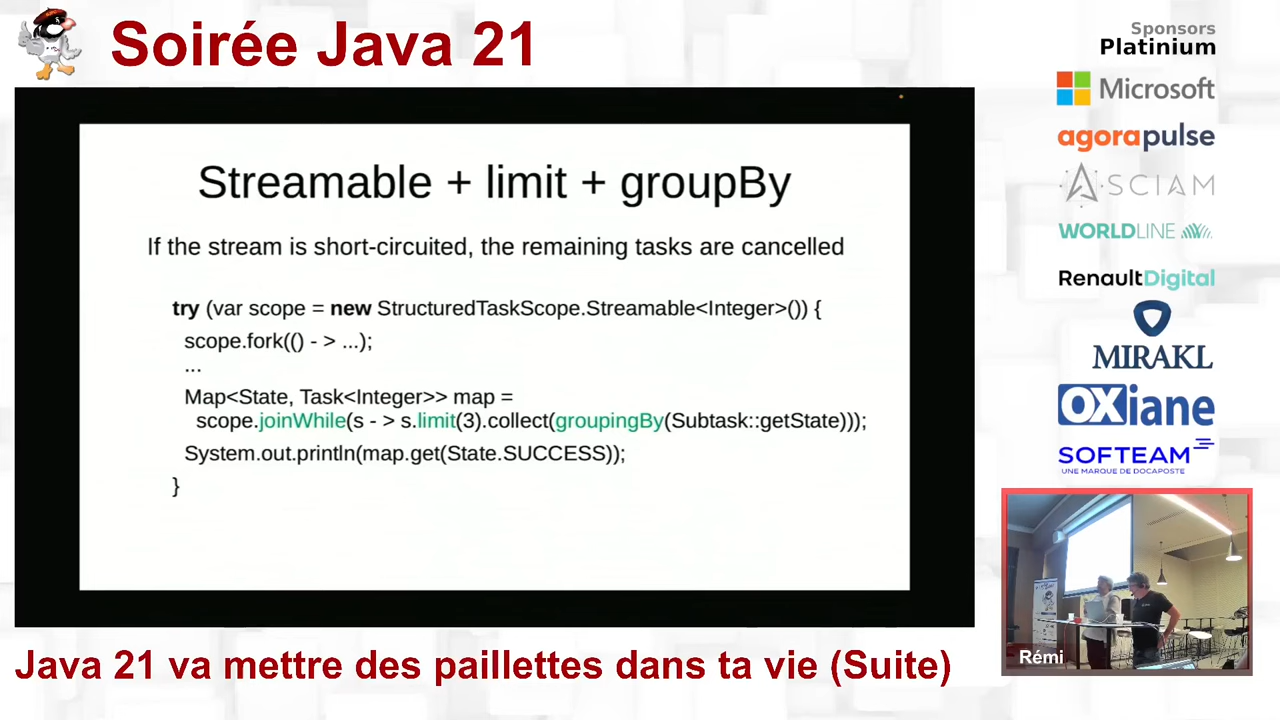 Soirée Java 21
Sponsors
Platinium
Microsoft
agorapulse
ASCIAM
WORLDLINE
RenaultDigital
MIRAKL
OXiane
SOFTEAM
UNE MARQUE DE DOCAPOSTE
Streamable + limit + groupBy
If the stream is short-circuited, the remaining tasks are cancelled
try (var scope = new StructuredTaskScope.Streamable<Integer>()) {
scope.fork(() - > ...);
...
Map<State, Task<Integer>> map =
scope.joinWhile(s - > s.limit(3).collect(groupingBy(Subtask::getState)));
System.out.println(map.get(State.SUCCESS));
}
Rémi
Java 21 va mettre des paillettes dans ta vie (Suite)